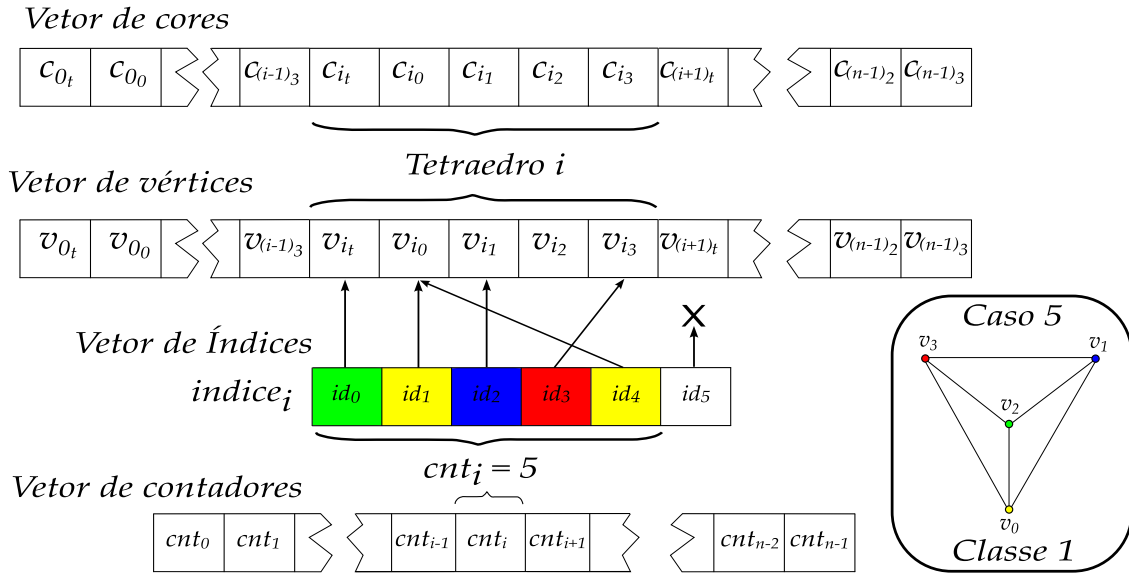 Vetor de cores
c0t c00 c(i-1)3 cit ci0 ci1 ci2 ci3 c(i+1)t c(n-1)2 c(n-1)3
Tetraedro i
Vetor de vértices
v0t v00 v(i-1)3 vit vi0 vi1 vi2 vi3 v(i+1)t v(n-1)2 v(n-1)3
X
Vetor de Índices
indicei id0 id1 id2 id3 id4 id5
cnti = 5
Vetor de contadores
cnt0 cnt1 cnti-1 cnti cnti+1 cntn-2 cntn-1
Caso 5
v3 v1
v2
v0
Classe 1